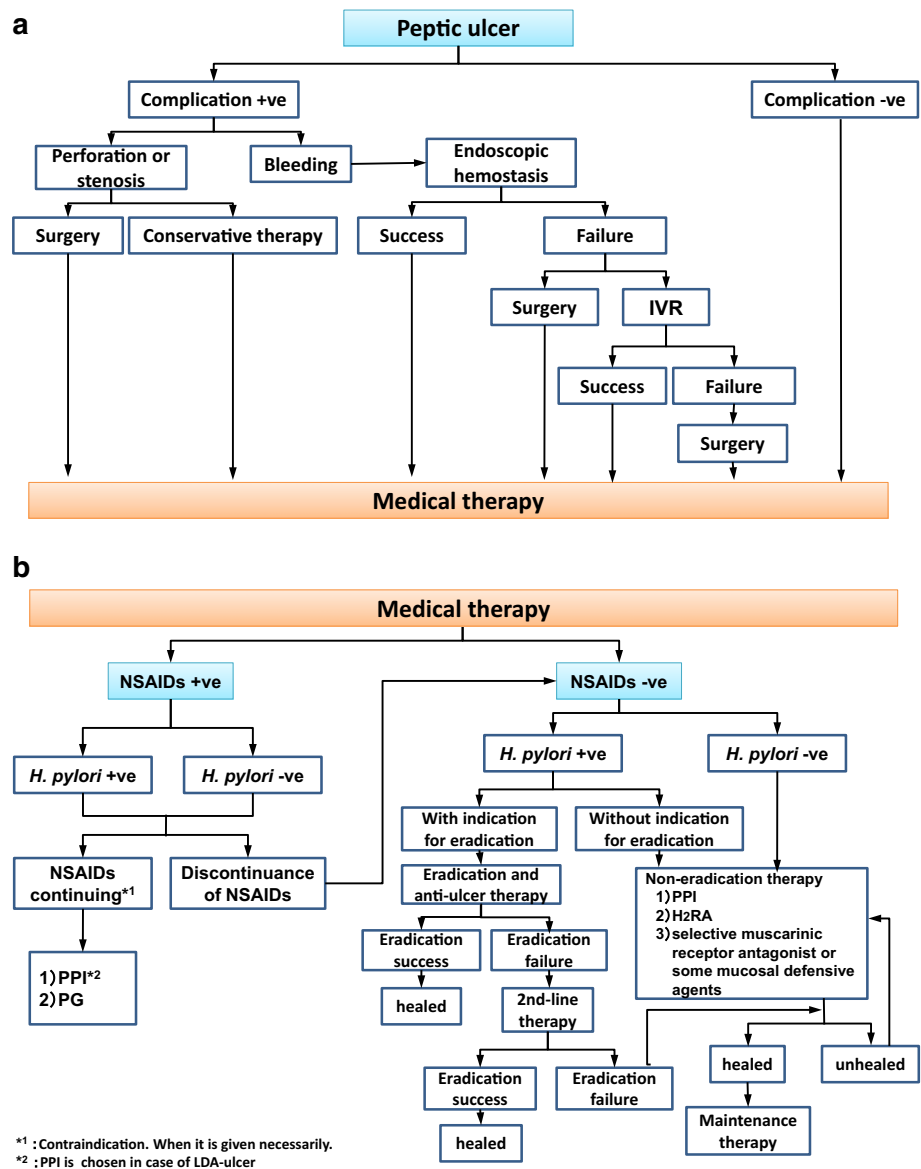 a
Peptic ulcer
Complication +ve
Complication -ve
Perforation or
stenosis
Bleeding
Endoscopic
hemostasis
Surgery
Conservative therapy
Success
Failure
Surgery
IVR
Success
Failure
Surgery
Medical therapy
b
Medical therapy
NSAIDs +ve
NSAIDs -ve
H. pylori +ve
H. pylori -ve
H. pylori +ve
H. pylori -ve
With indication
for eradication
Without indication
for eradication
NSAIDs
continuing*1
Discontinuance
of NSAIDs
Eradication and
anti-ulcer therapy
Non-eradication therapy
1)PPI
2)H2RA
3)selective muscarinic
receptor antagonist or
some mucosal defensive
agents
Eradication
success
Eradication
failure
1)PPI*2
2)PG
healed
2nd-line
therapy
healed
unhealed
Eradication
success
Eradication
failure
Maintenance
therapy
healed
*1 :Contraindication. When it is given necessarily.
*2 :PPI is chosen in case of LDA-ulcer